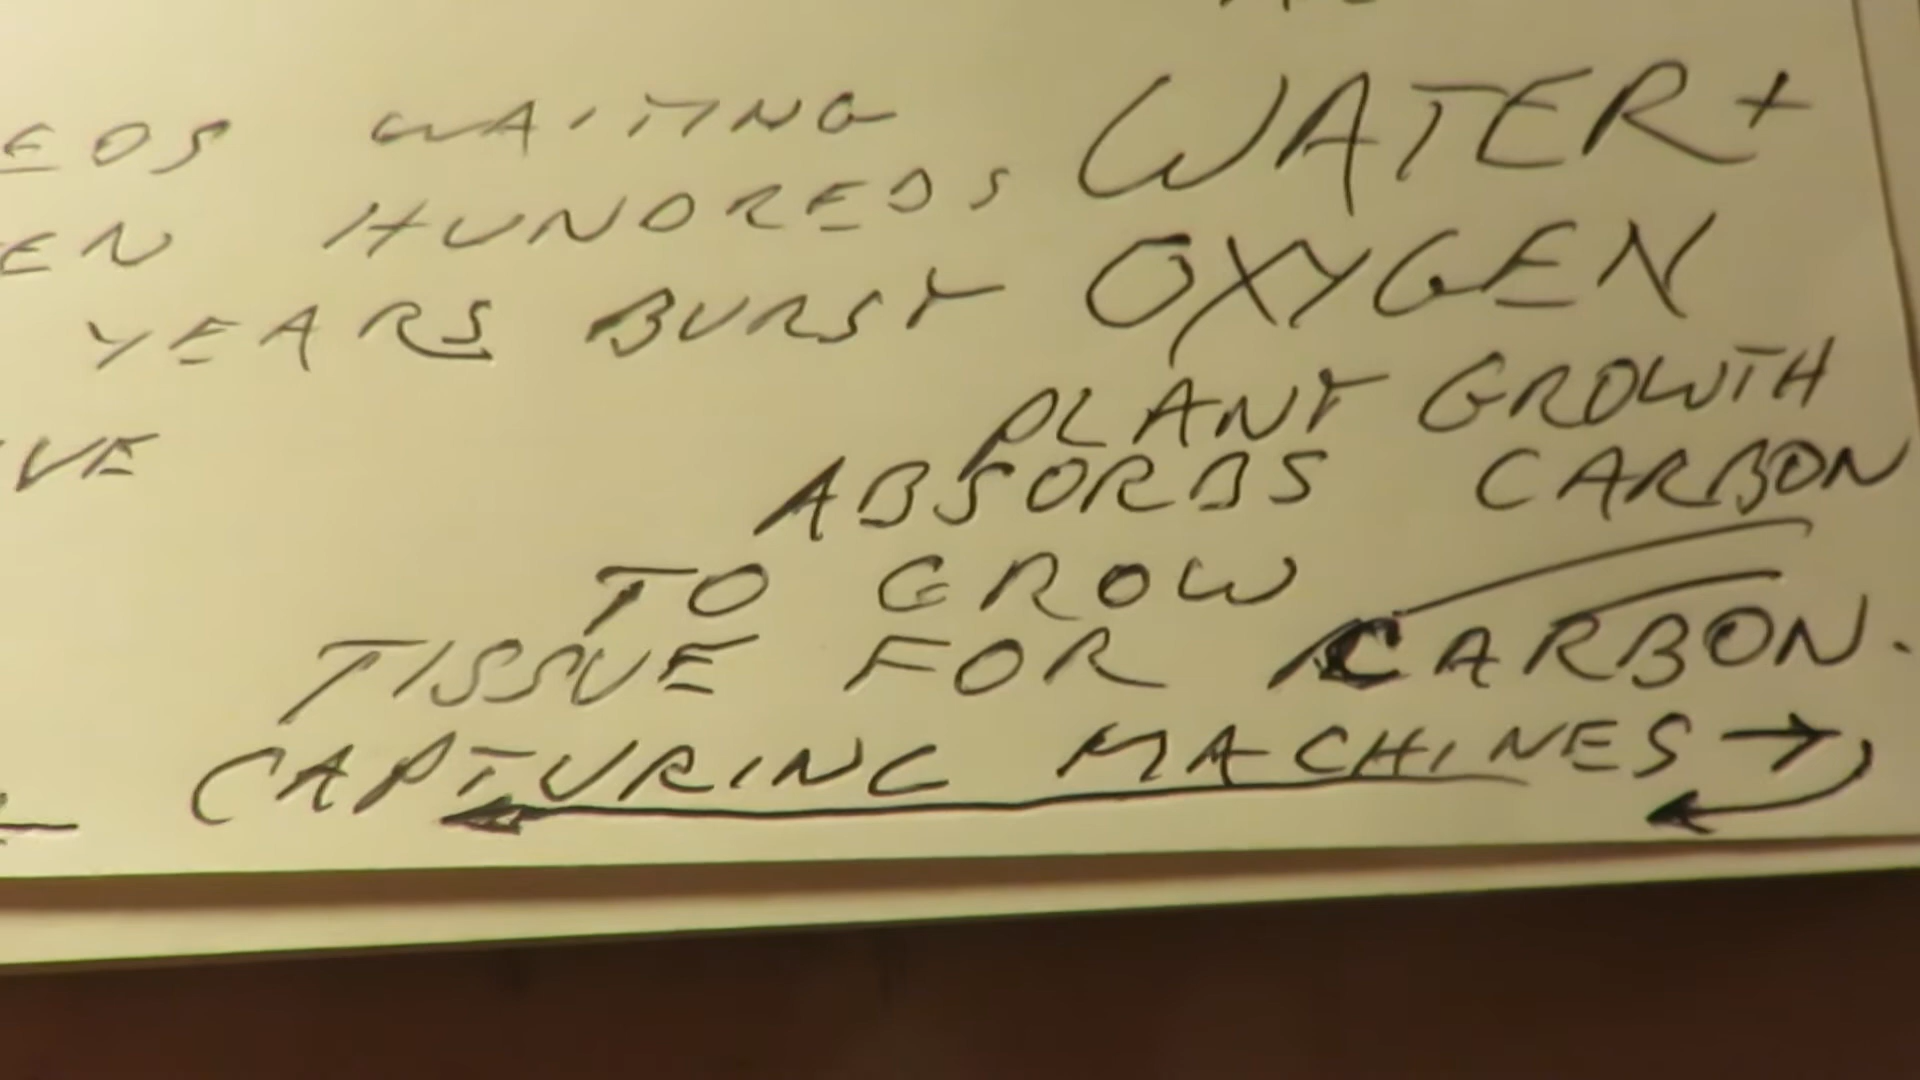 EDS WAITING
EN HUNDREDS
YEARS BURST
VE
WATER +
OXYGEN
PLANT GROWTH
ABSORBS CARBON
TO GROW
TISSUE FOR CARBON.
CAPTURING MACHINES →